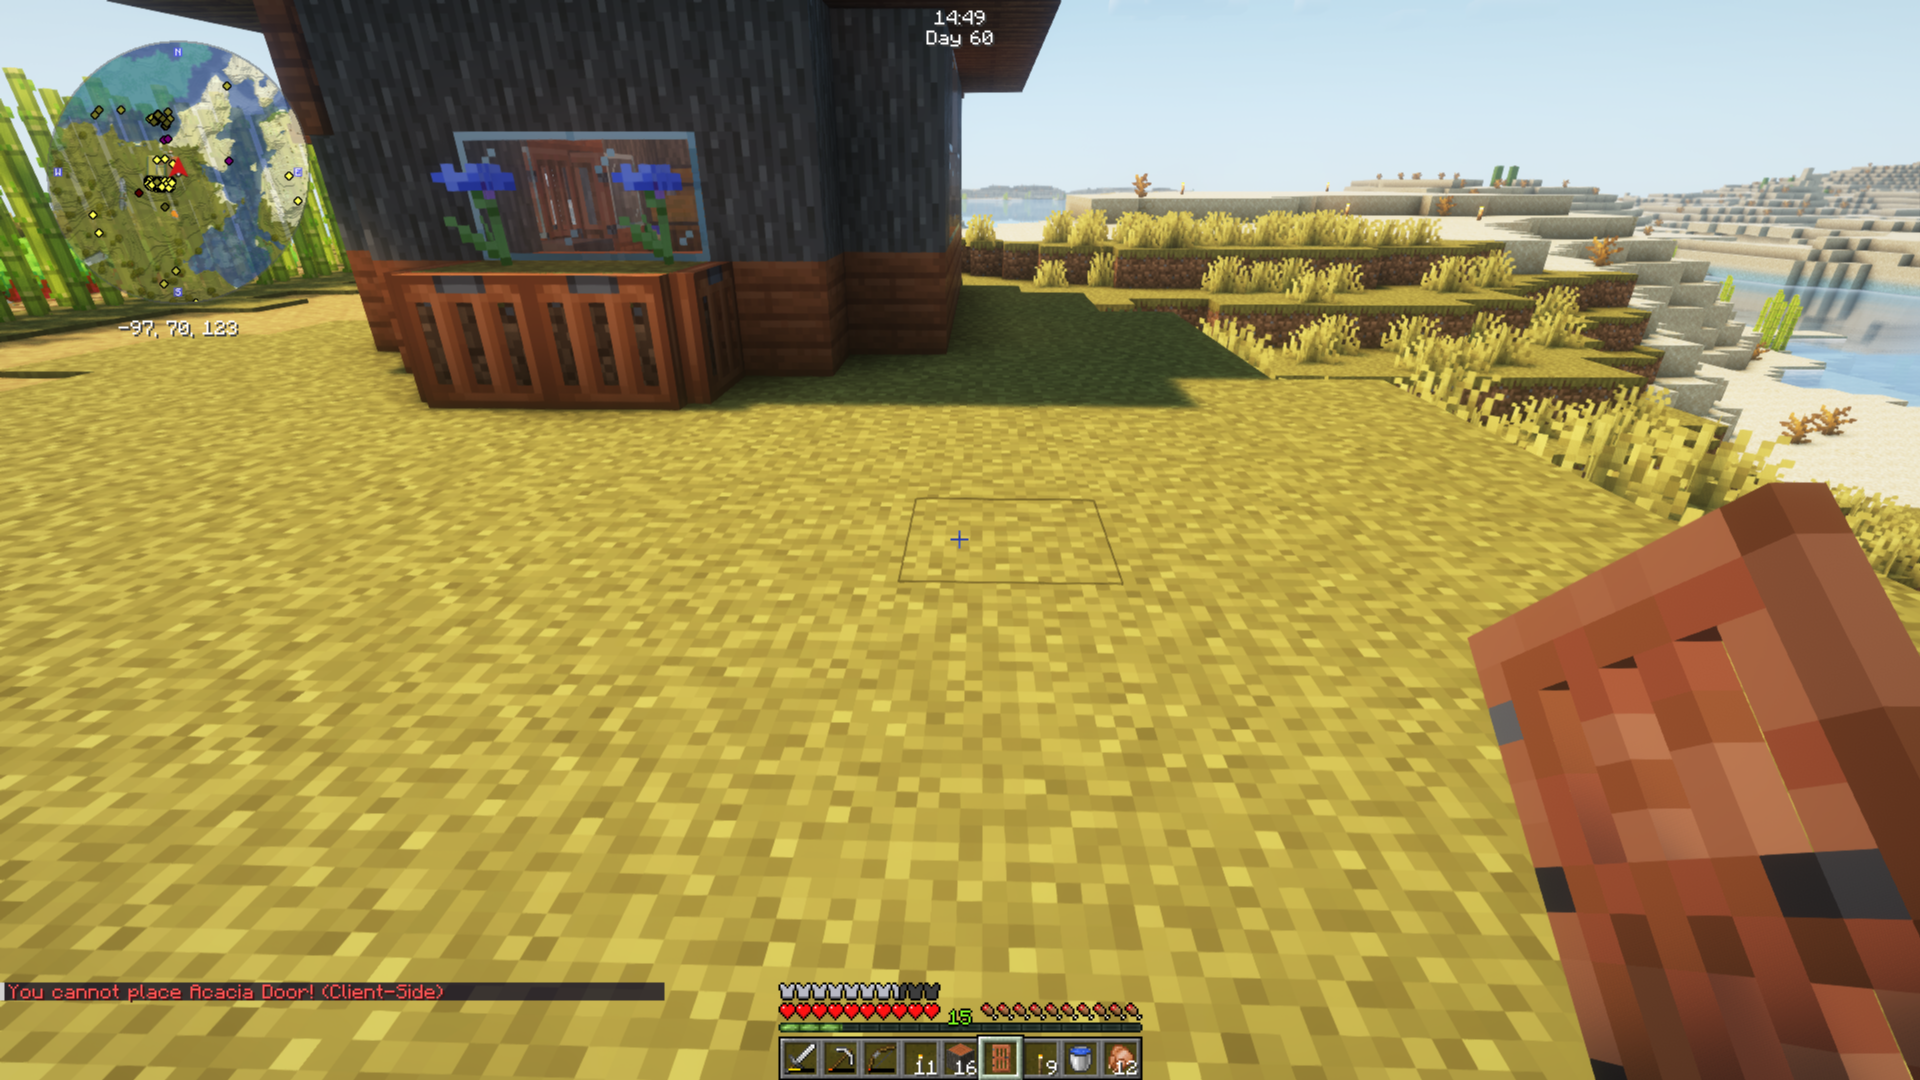 14:49
Day 60
N
W
E
S
-97, 70, 123
You cannot place Acacia Door! (Client-Side)
15
11
16
9
12